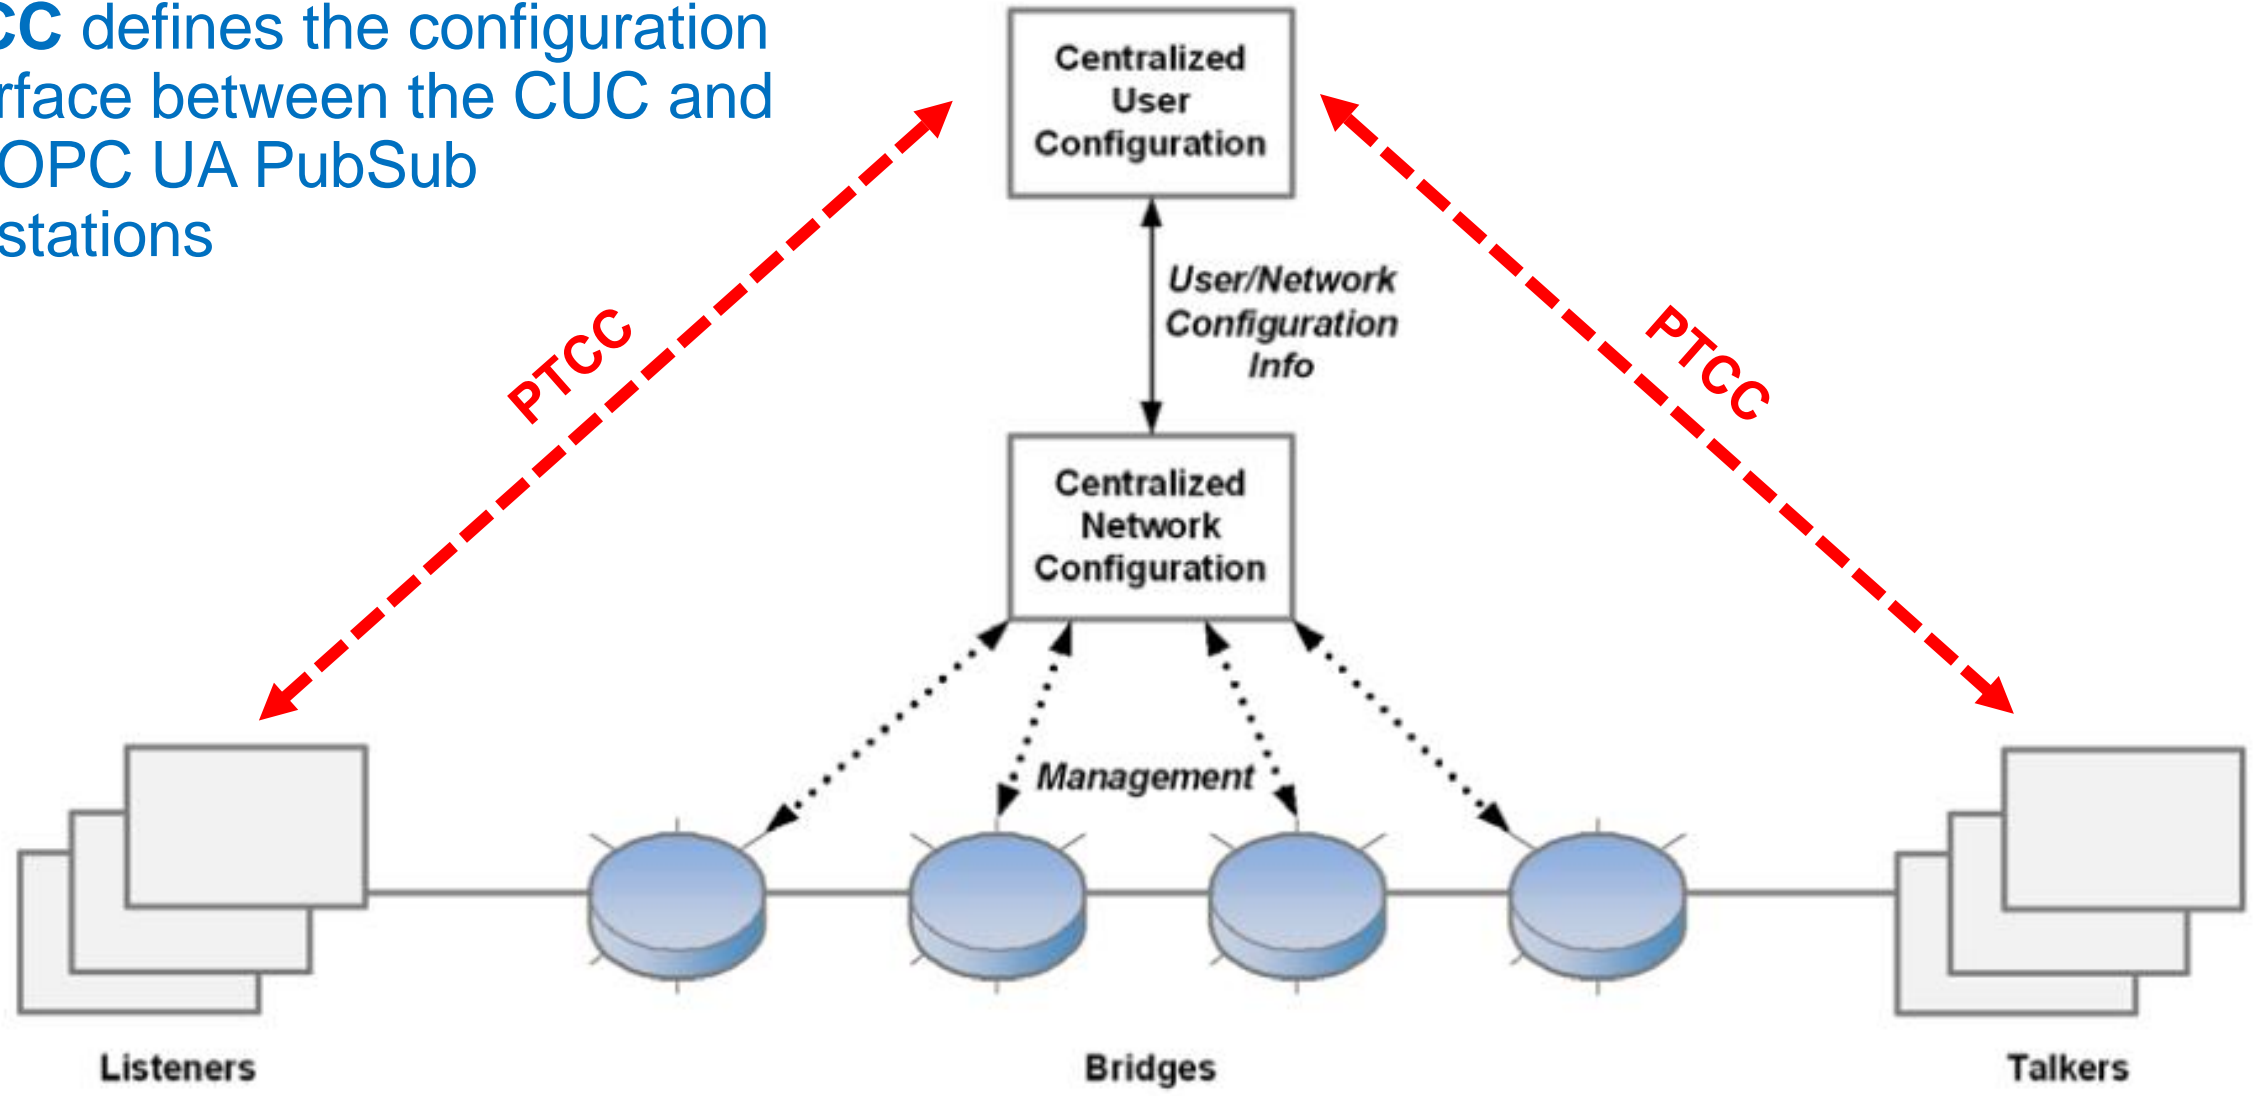 CC defines the configuration
rface between the CUC and
OPC UA PubSub
stations
Centralized
User
Configuration
PTCC
PTCC
User/Network
Configuration
Info
Centralized
Network
Configuration
Management
Listeners
Bridges
Talkers